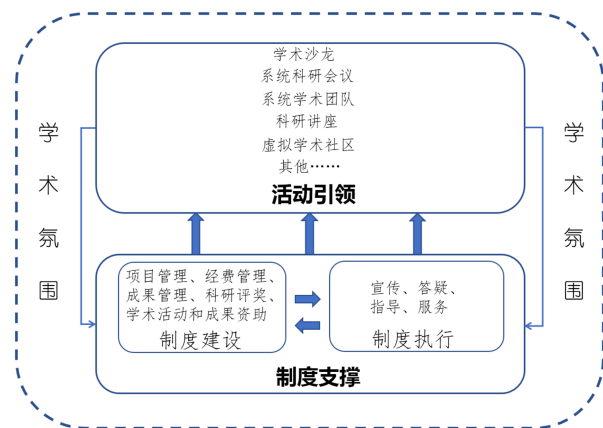 学术沙龙
系统科研会议
系统学术团队
科研讲座
虚拟学术社区
其他……
活动引领
学术氛围
学术氛围
项目管理、经费管理、
成果管理、科研评奖、
学术活动和成果资助
制度建设
宣传、答疑、
指导、服务
制度执行
制度支撑